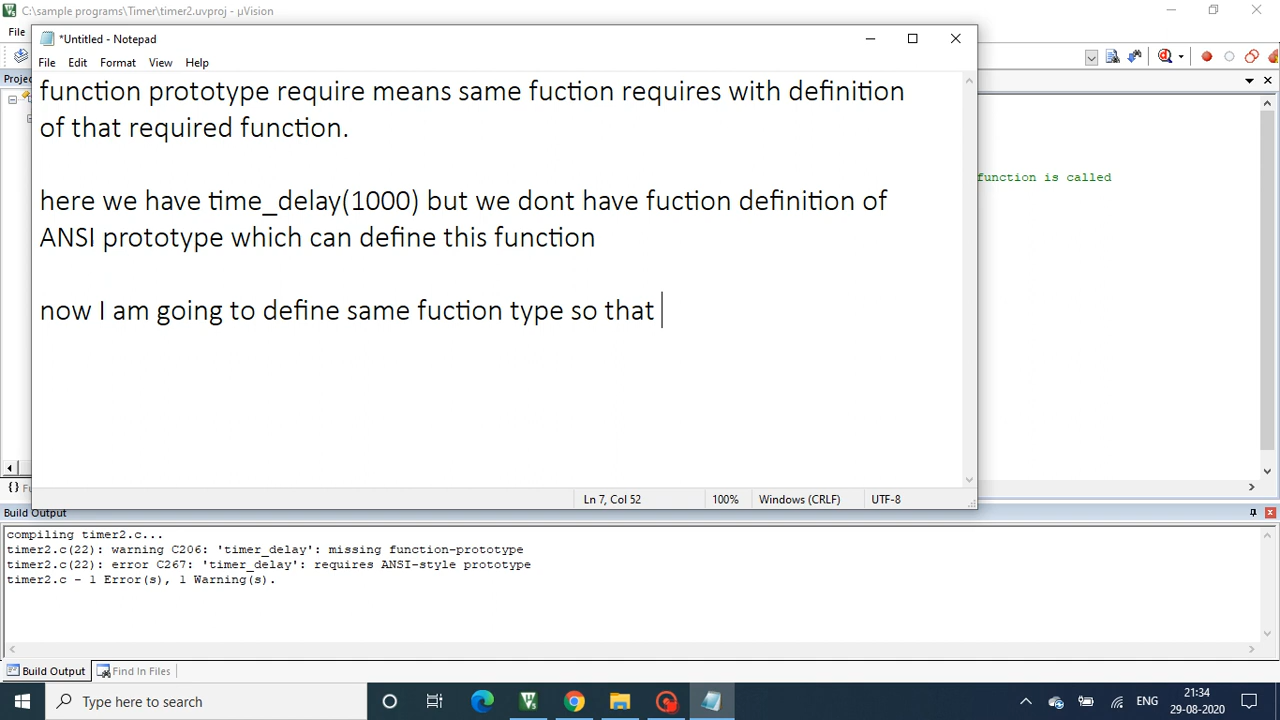 C:\sample programs\Timer\timer2.uvproj - µVision
File
*Untitled - Notepad
File Edit Format View Help
Projec
function prototype require means same fuction requires with definition
of that required function.
here we have time_delay(1000) but we dont have fuction definition of
ANSI prototype which can define this function
now I am going to define same fuction type so that
function is called
Ln 7, Col 52 100% Windows (CRLF) UTF-8
{} Fu
Build Output
compiling timer2.c...
timer2.c(22): warning C206: 'timer_delay': missing function-prototype
timer2.c(22): error C267: 'timer_delay': requires ANSI-style prototype
timer2.c - 1 Error(s), 1 Warning(s).
Build Output Find In Files
Type here to search
ENG
21:34
29-08-2020